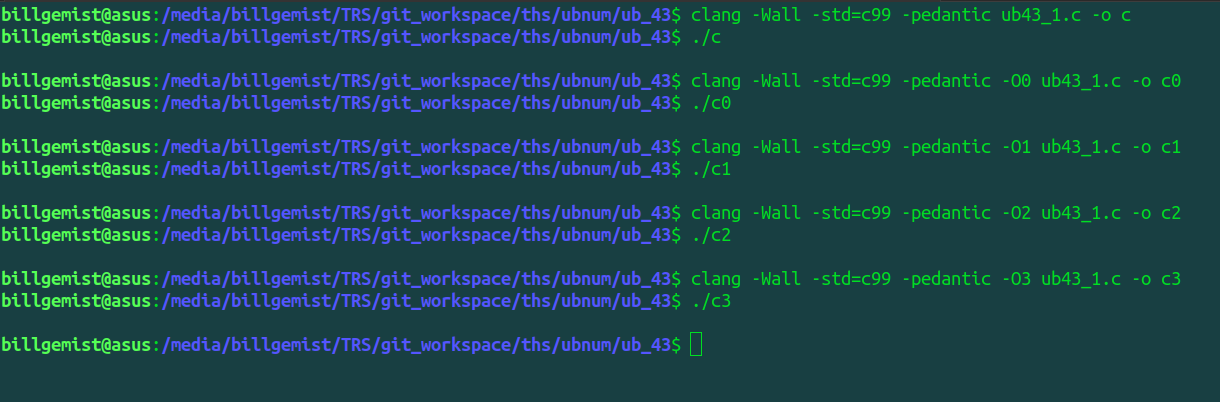 billgemist@asus:/media/billgemist/TRS/git_workspace/ths/ubnum/ub_43$ clang -Wall -std=c99 -pedantic ub43_1.c -o c
billgemist@asus:/media/billgemist/TRS/git_workspace/ths/ubnum/ub_43$ ./c
billgemist@asus:/media/billgemist/TRS/git_workspace/ths/ubnum/ub_43$ clang -Wall -std=c99 -pedantic -O0 ub43_1.c -o c0
billgemist@asus:/media/billgemist/TRS/git_workspace/ths/ubnum/ub_43$ ./c0
billgemist@asus:/media/billgemist/TRS/git_workspace/ths/ubnum/ub_43$ clang -Wall -std=c99 -pedantic -O1 ub43_1.c -o c1
billgemist@asus:/media/billgemist/TRS/git_workspace/ths/ubnum/ub_43$ ./c1
billgemist@asus:/media/billgemist/TRS/git_workspace/ths/ubnum/ub_43$ clang -Wall -std=c99 -pedantic -O2 ub43_1.c -o c2
billgemist@asus:/media/billgemist/TRS/git_workspace/ths/ubnum/ub_43$ ./c2
billgemist@asus:/media/billgemist/TRS/git_workspace/ths/ubnum/ub_43$ clang -Wall -std=c99 -pedantic -O3 ub43_1.c -o c3
billgemist@asus:/media/billgemist/TRS/git_workspace/ths/ubnum/ub_43$ ./c3
billgemist@asus:/media/billgemist/TRS/git_workspace/ths/ubnum/ub_43$